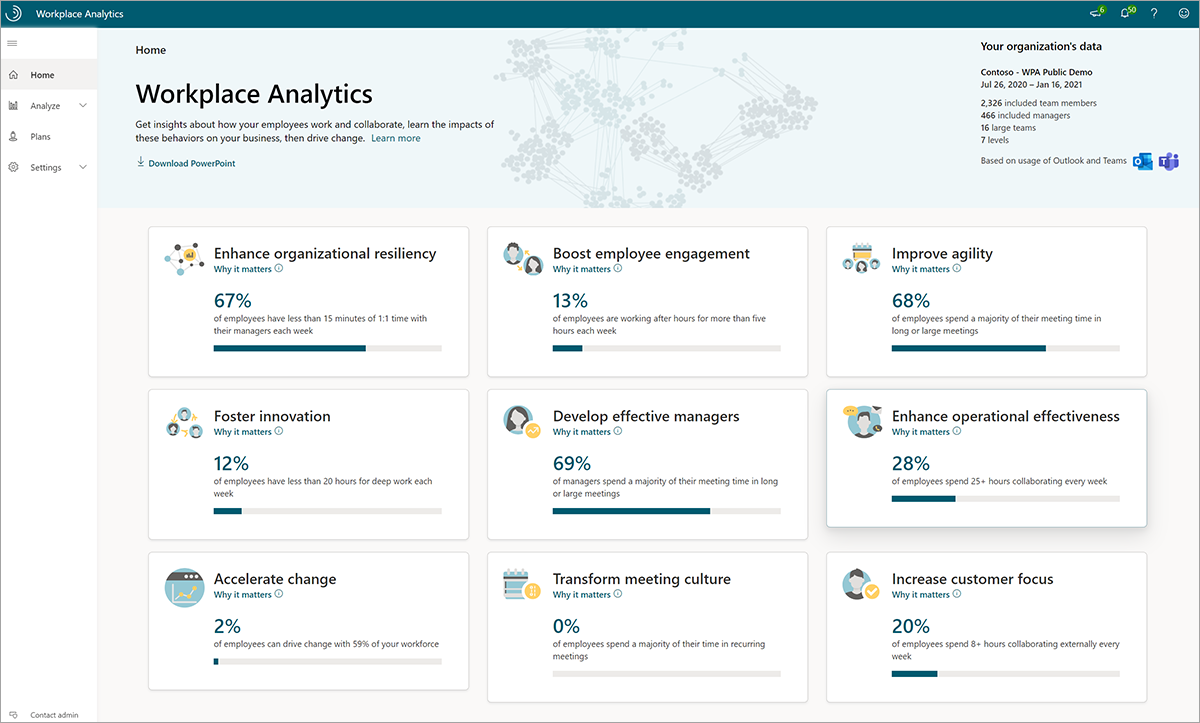 Workplace Analytics
6
50
?
Home
Analyze
Plans
Settings
Contact admin
Home
Workplace Analytics
Get insights about how your employees work and collaborate, learn the impacts of
these behaviors on your business, then drive change. Learn more
Download PowerPoint
Your organization's data
Contoso - WPA Public Demo
Jul 26, 2020 – Jan 16, 2021
2,326 included team members
466 included managers
16 large teams
7 levels
Based on usage of Outlook and Teams
Enhance organizational resiliency
Why it matters
67%
of employees have less than 15 minutes of 1:1 time with
their managers each week
Boost employee engagement
Why it matters
13%
of employees are working after hours for more than five
hours each week
Improve agility
Why it matters
68%
of employees spend a majority of their meeting time in
long or large meetings
Foster innovation
Why it matters
12%
of employees have less than 20 hours for deep work each
week
Develop effective managers
Why it matters
69%
of managers spend a majority of their meeting time in long
or large meetings
Enhance operational effectiveness
Why it matters
28%
of employees spend 25+ hours collaborating every week
Accelerate change
Why it matters
2%
of employees can drive change with 59% of your workforce
Transform meeting culture
Why it matters
0%
of employees spend a majority of their time in recurring
meetings
Increase customer focus
Why it matters
20%
of employees spend 8+ hours collaborating externally every
week